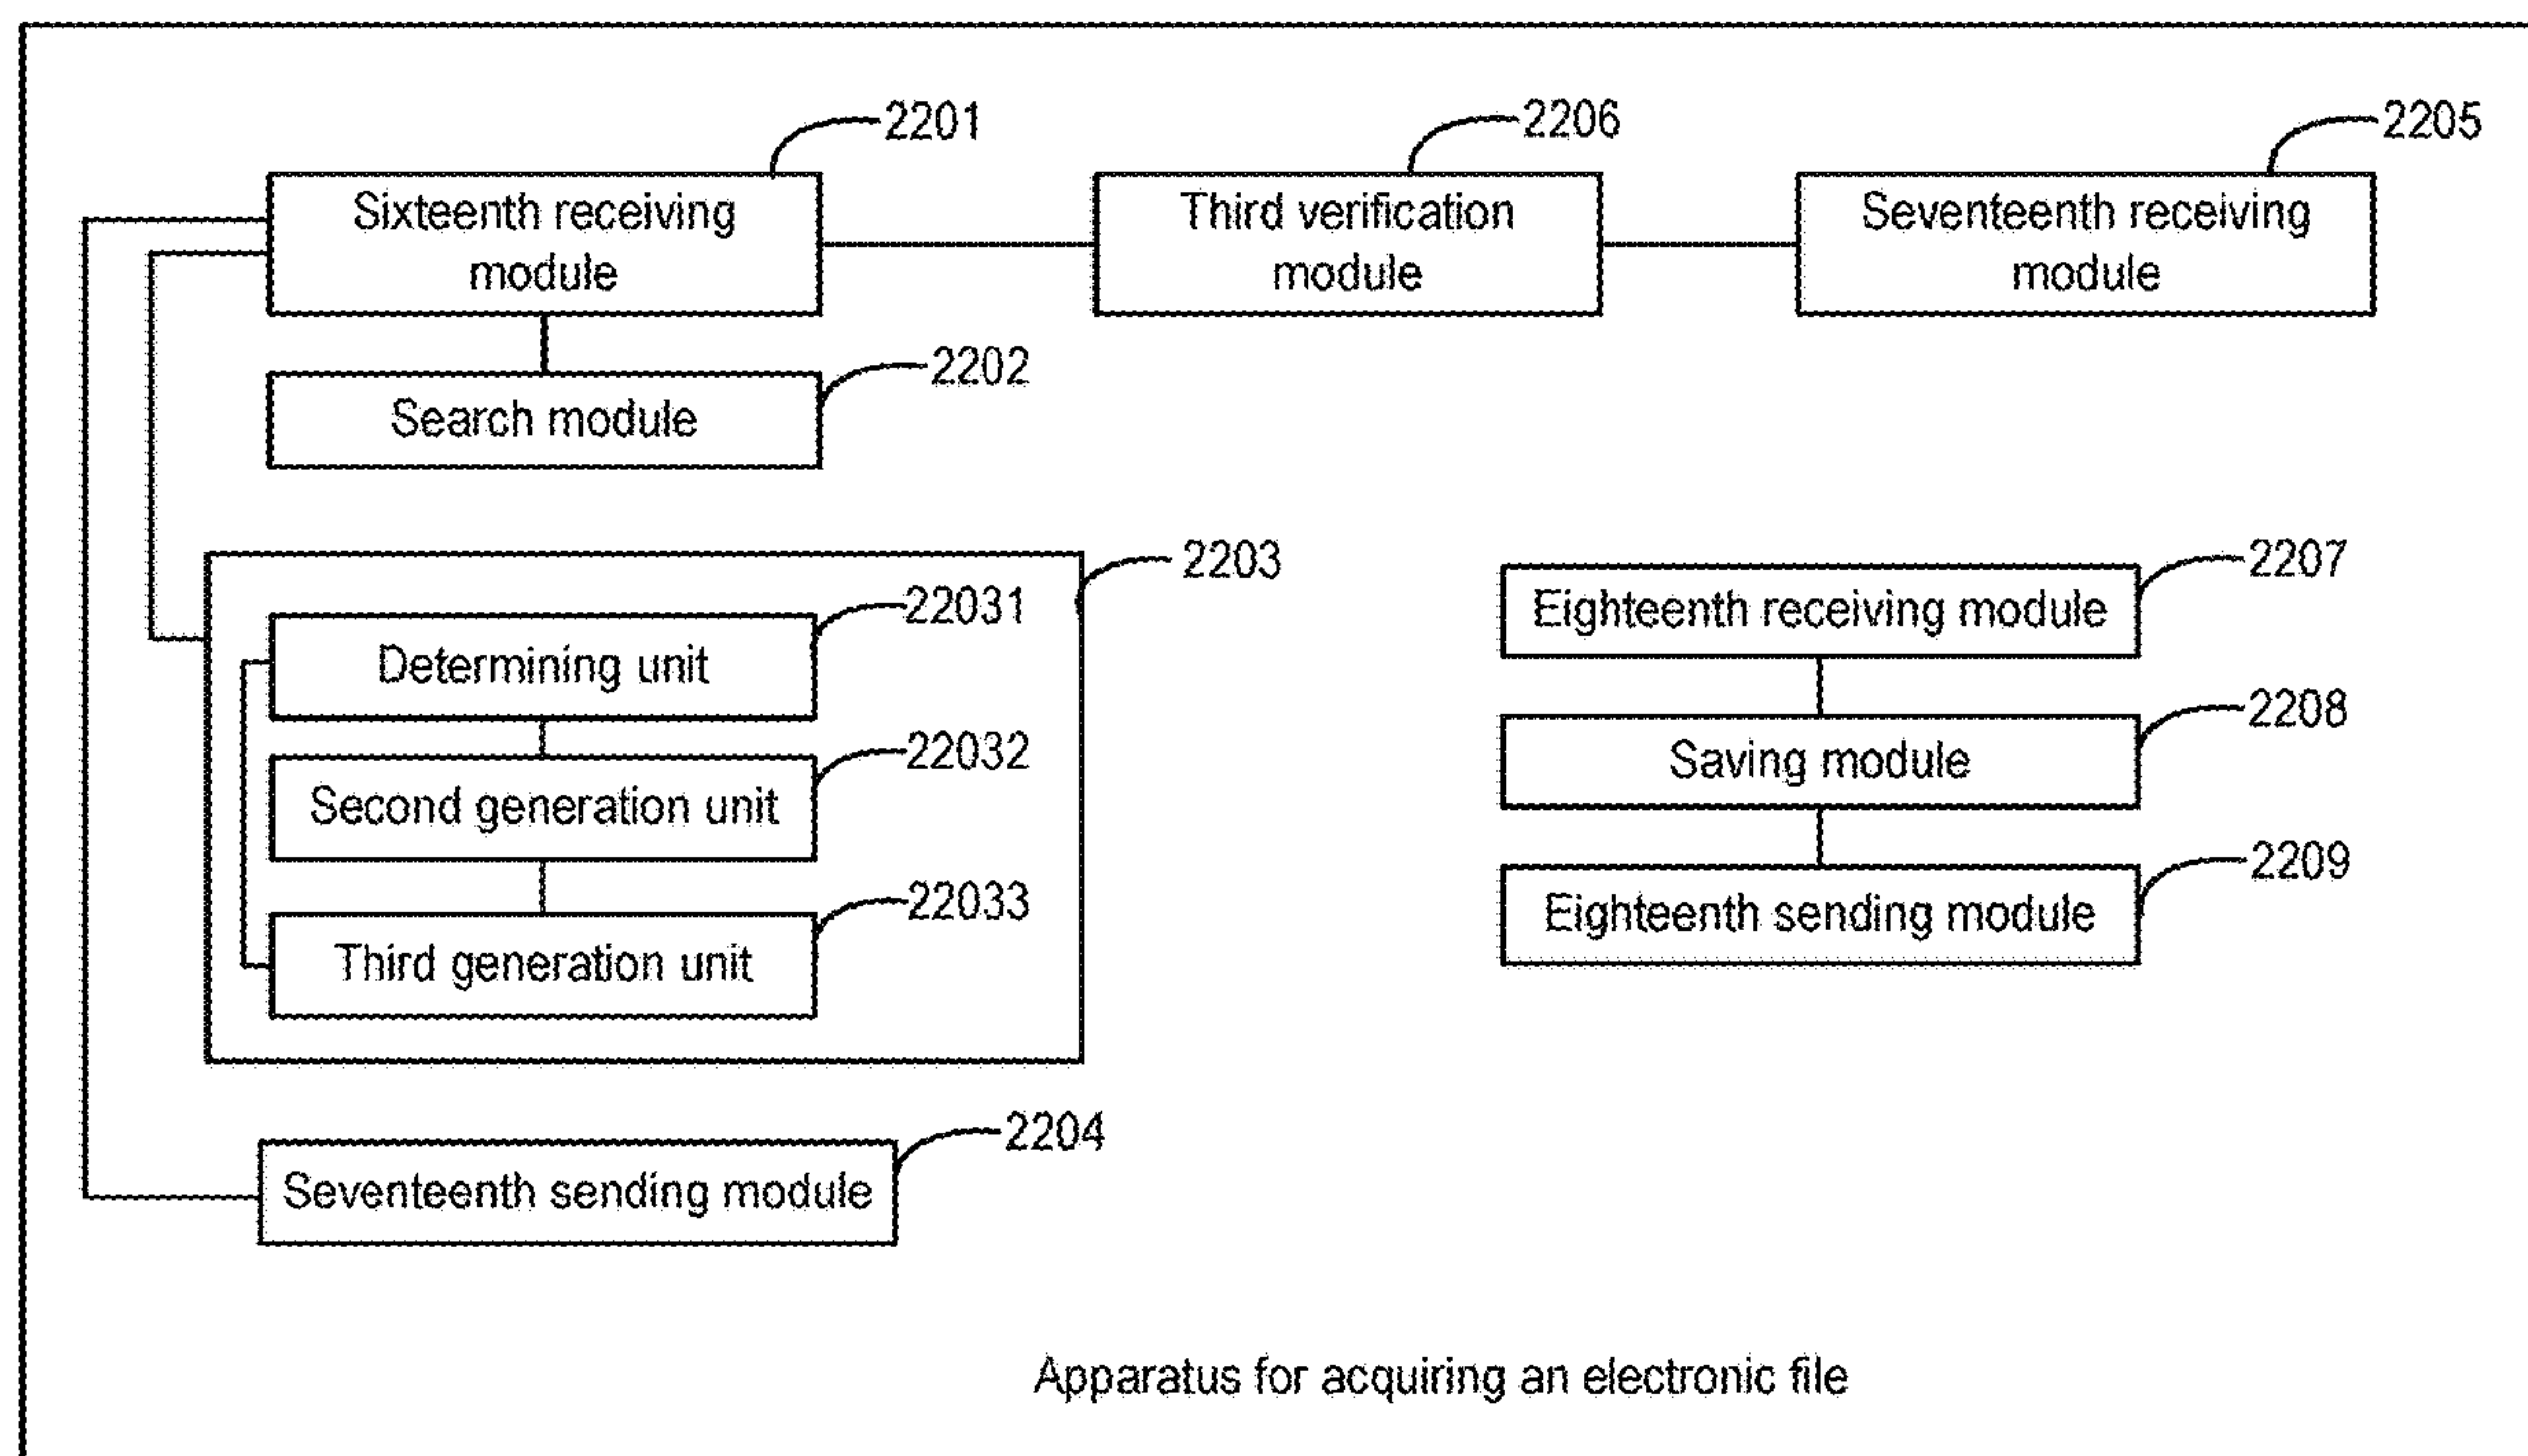 2201
2206
2205
Sixteenth receiving
module
Third verification
module
Seventeenth receiving
module
2202
Search module
2203
22031
Determining unit
22032
Second generation unit
22033
Third generation unit
2207
Eighteenth receiving module
2208
Saving module
2209
Eighteenth sending module
2204
Seventeenth sending module
Apparatus for acquiring an electronic file